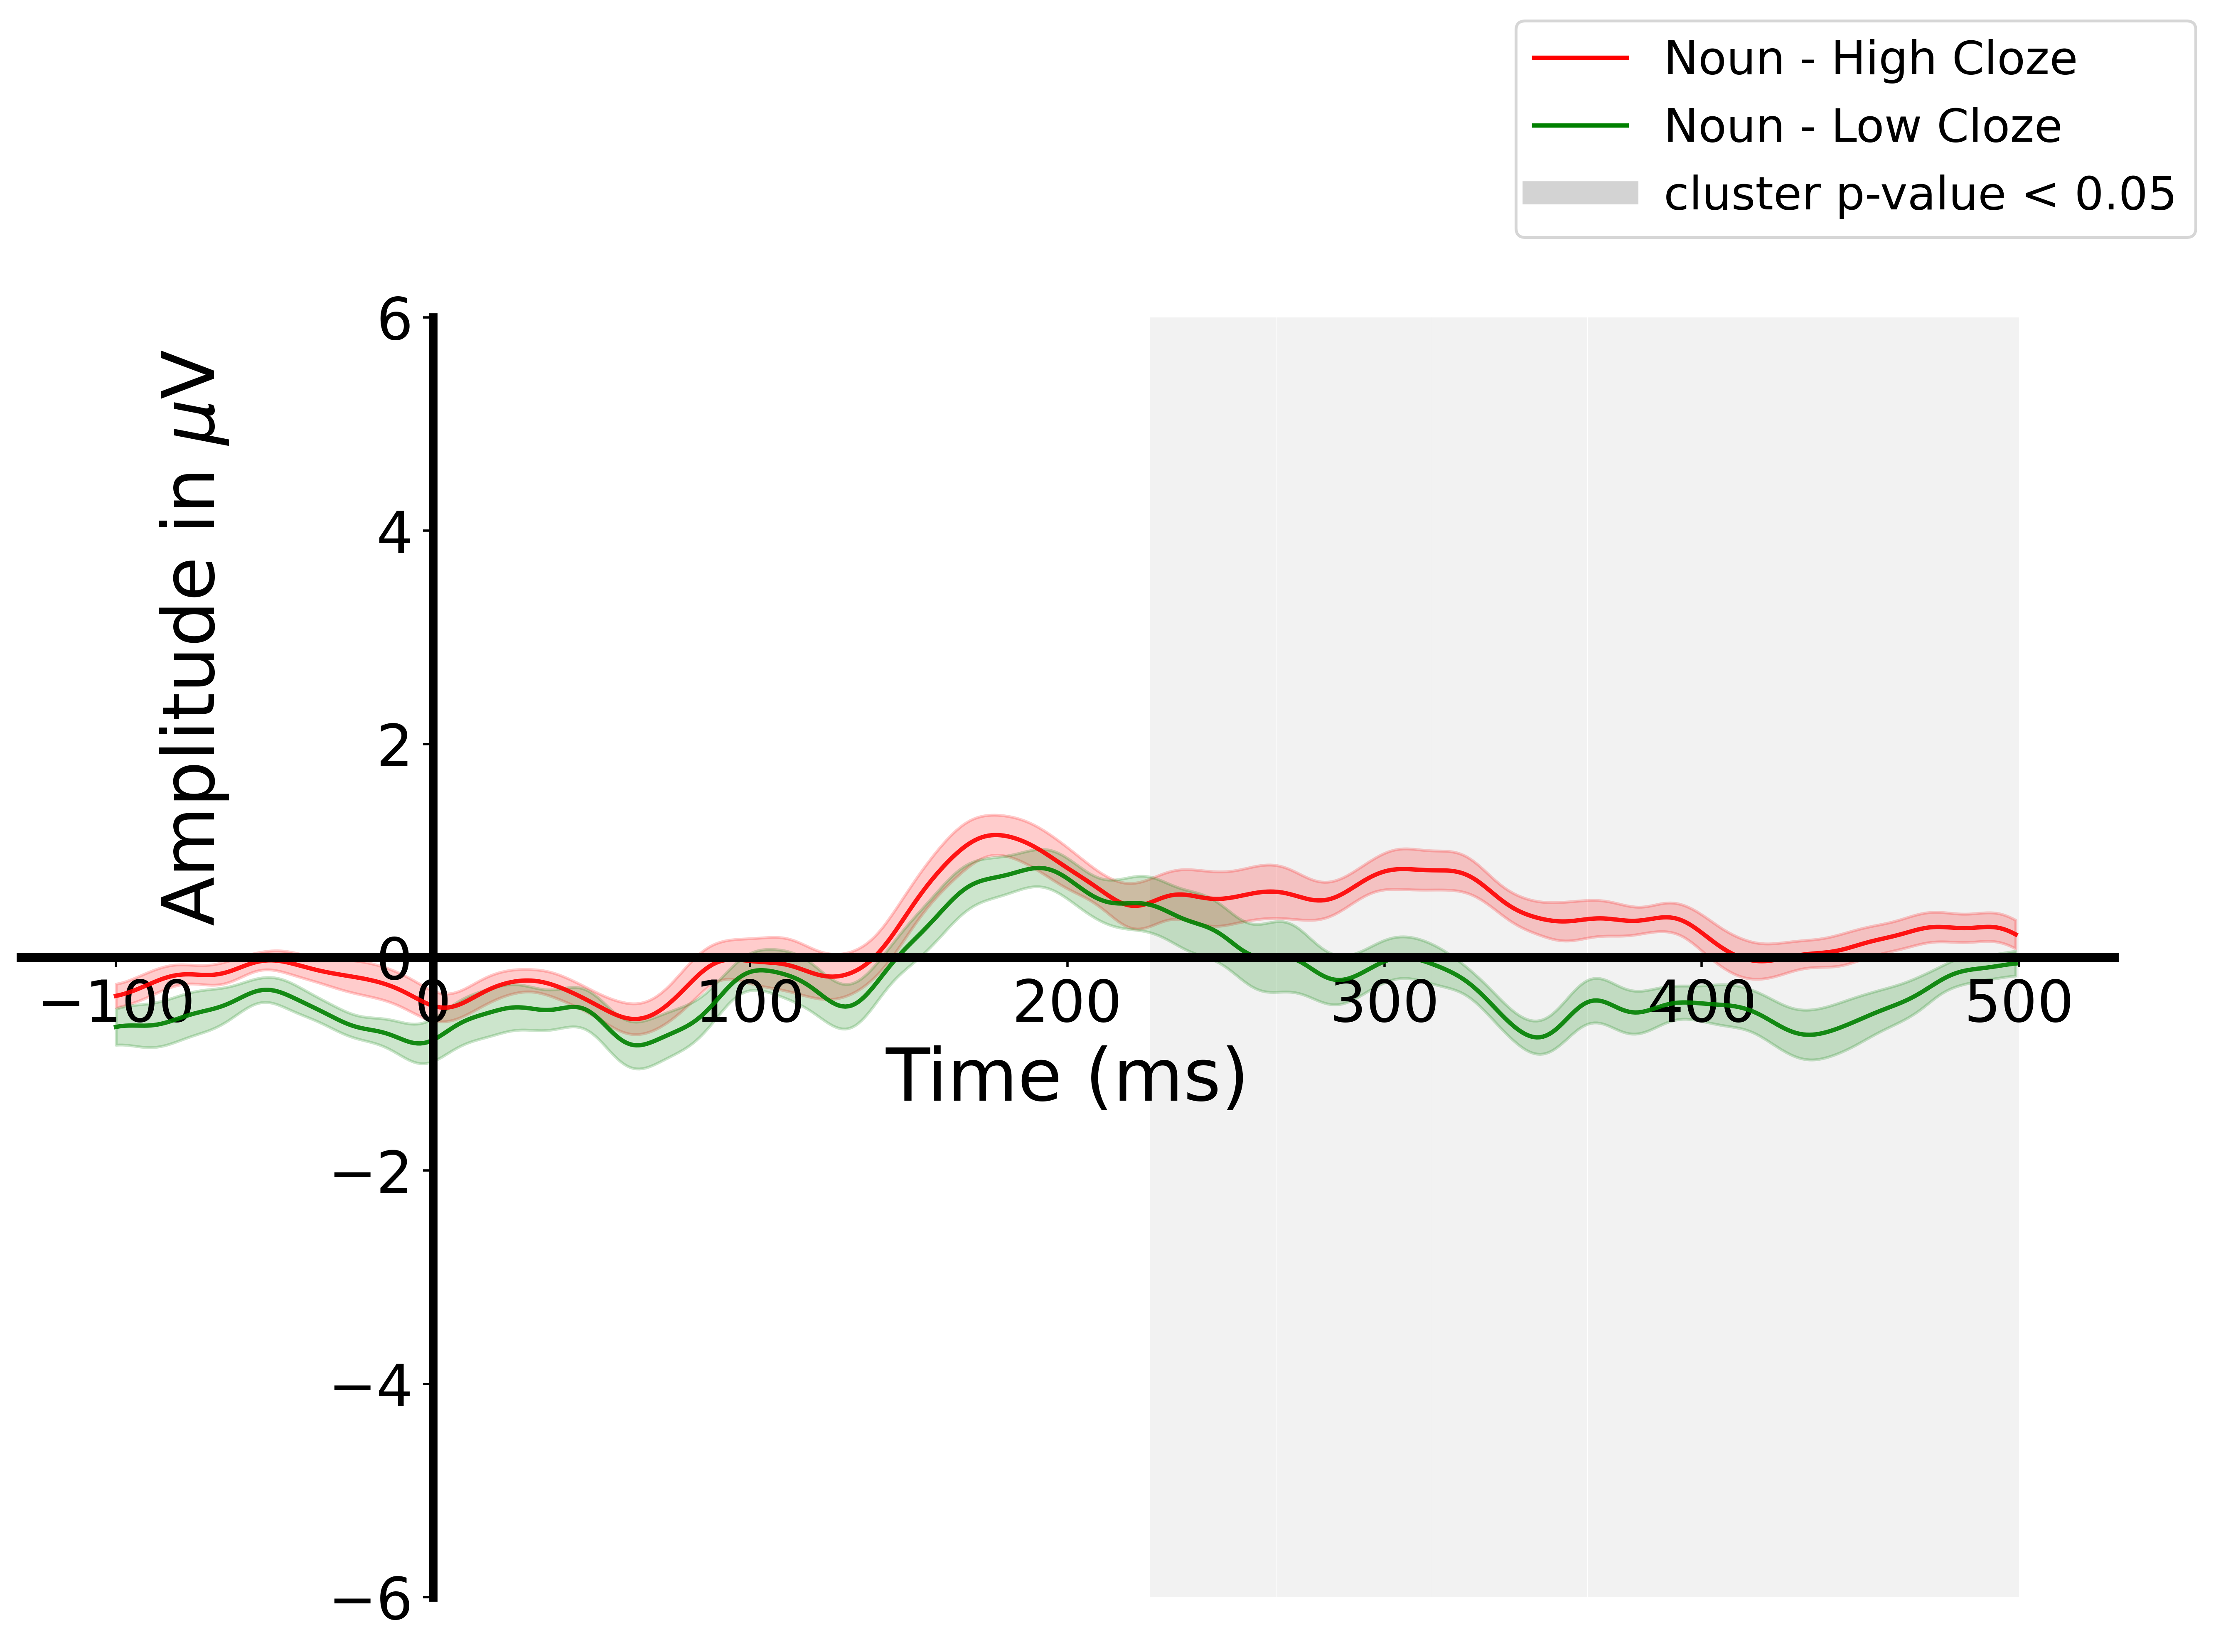 Noun - High Cloze
Noun - Low Cloze
cluster p-value < 0.05
Amplitude in μV
6
4
2
0
−2
−4
−6
−100 0 100 200 300 400 500
Time (ms)